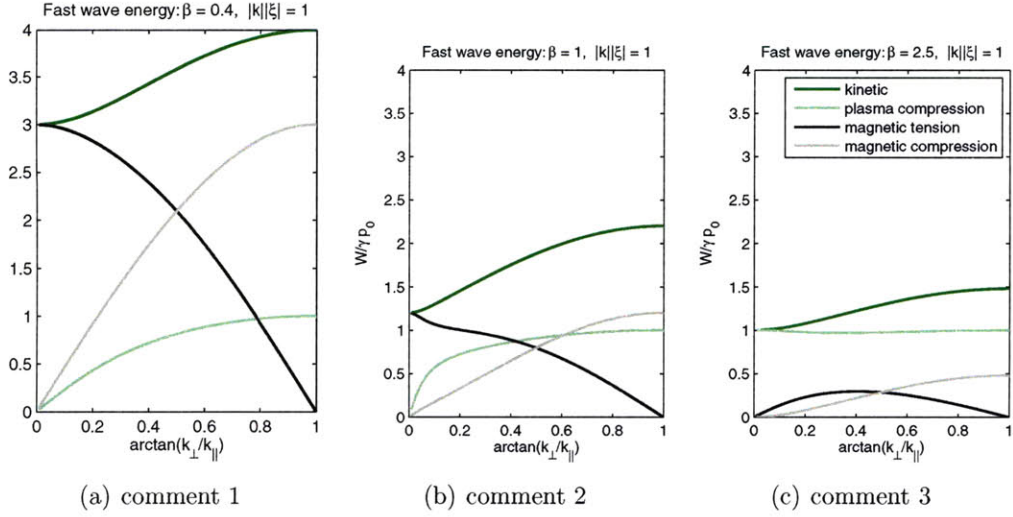 Fast wave energy: β = 0.4, |k||ξ| = 1
4
3.5
3
2.5
2
1.5
1
0.5
0
0 0.2 0.4 0.6 0.8 1
arctan(k⊥/k∥)
(a) comment 1
Fast wave energy: β = 1, |k||ξ| = 1
W/γ p₀
4
3.5
3
2.5
2
1.5
1
0.5
0
0 0.2 0.4 0.6 0.8 1
arctan(k⊥/k∥)
(b) comment 2
Fast wave energy: β = 2.5, |k||ξ| = 1
kinetic
plasma compression
magnetic tension
magnetic compression
W/γ p₀
4
3.5
3
2.5
2
1.5
1
0.5
0
0 0.2 0.4 0.6 0.8 1
arctan(k⊥/k∥)
(c) comment 3